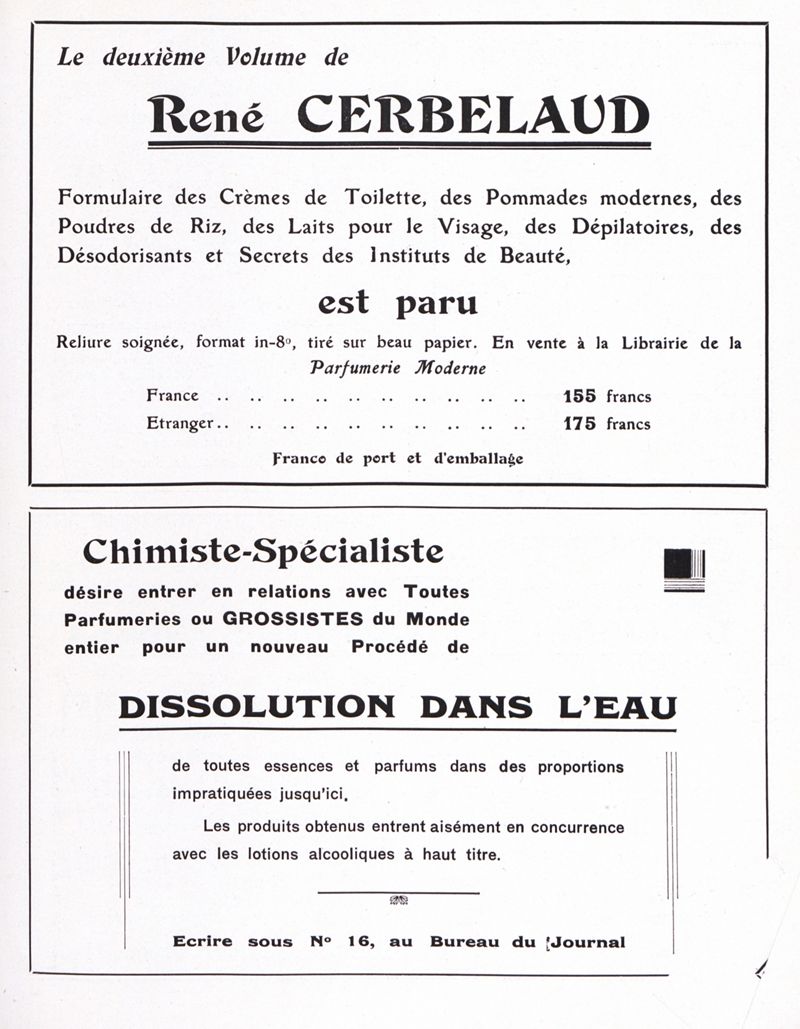 Le deuxième Volume de
René CERBELAUD
Formulaire des Crèmes de Toilette, des Pommades modernes, des
Poudres de Riz, des Laits pour le Visage, des Dépilatoires, des
Désodorisants et Secrets des Instituts de Beauté,
est paru
Reliure soignée, format in-8º, tiré sur beau papier. En vente à la Librairie de la
Parfumerie Moderne
France .. .. .. .. .. .. .. .. .. .. 155 francs
Etranger .. .. .. .. .. .. .. .. .. .. 175 francs
Franco de port et d'emballage
Chimiste-Spécialiste
désire entrer en relations avec Toutes
Parfumeries ou GROSSISTES du Monde
entier pour un nouveau Procédé de
DISSOLUTION DANS L'EAU
de toutes essences et parfums dans des proportions
impratiquées jusqu'ici.
Les produits obtenus entrent aisément en concurrence
avec les lotions alcooliques à haut titre.
Ecrire sous Nº 16, au Bureau du Journal